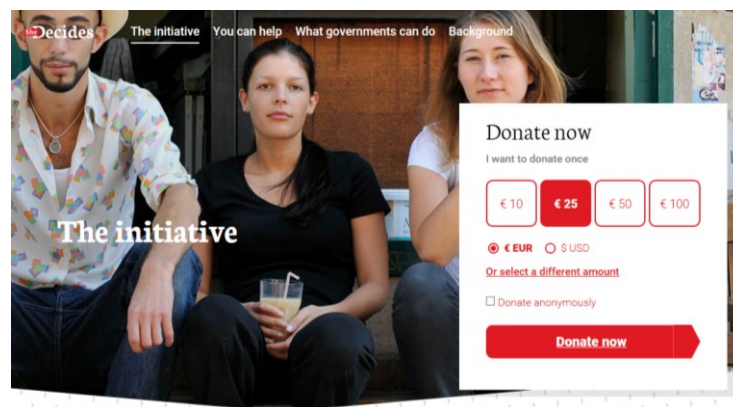 SheDecides
The initiative You can help What governments can do Background
The initiative
Donate now
I want to donate once
€ 10 € 25 € 50 € 100
€ EUR $ USD
Or select a different amount
Donate anonymously
Donate now